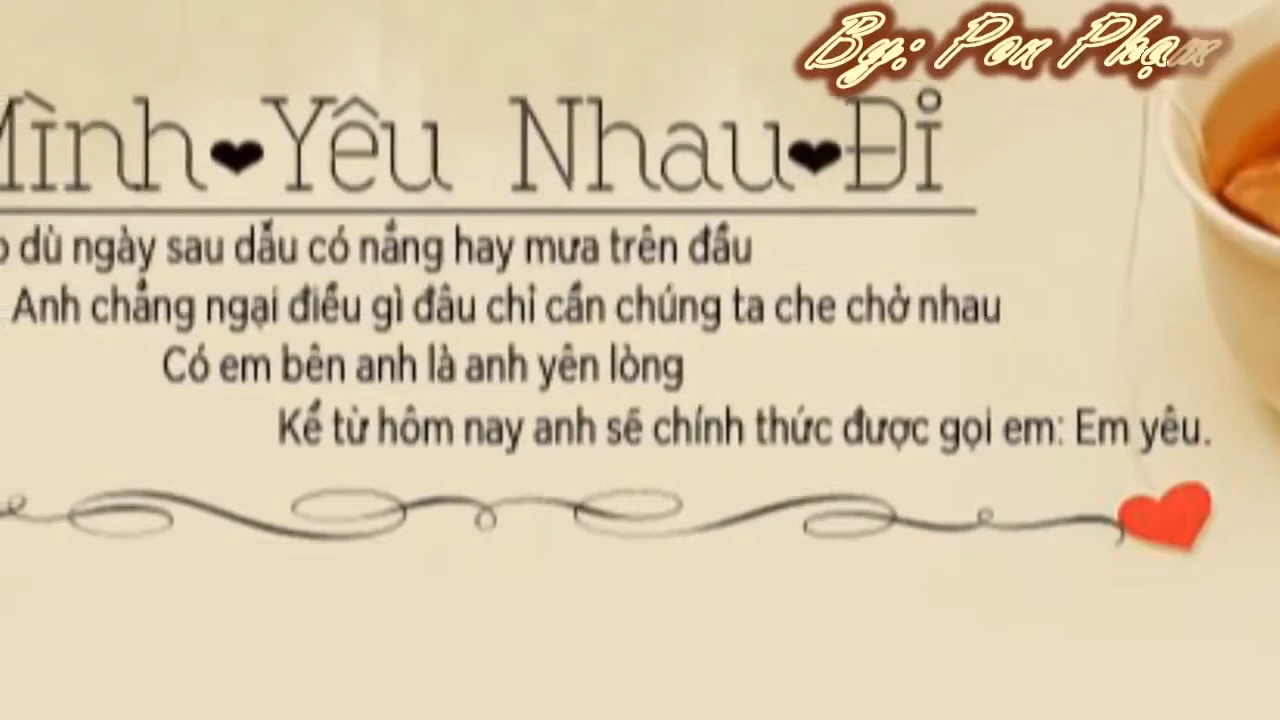 By: Pon Phạm
Mình❤Yêu Nhau❤Đi
dù ngày sau dẫu có nắng hay mưa trên đầu
Anh chẳng ngại điều gì đâu chỉ cần chúng ta che chở nhau
Có em bên anh là anh yên lòng
Kể từ hôm nay anh sẽ chính thức được gọi em: Em yêu.